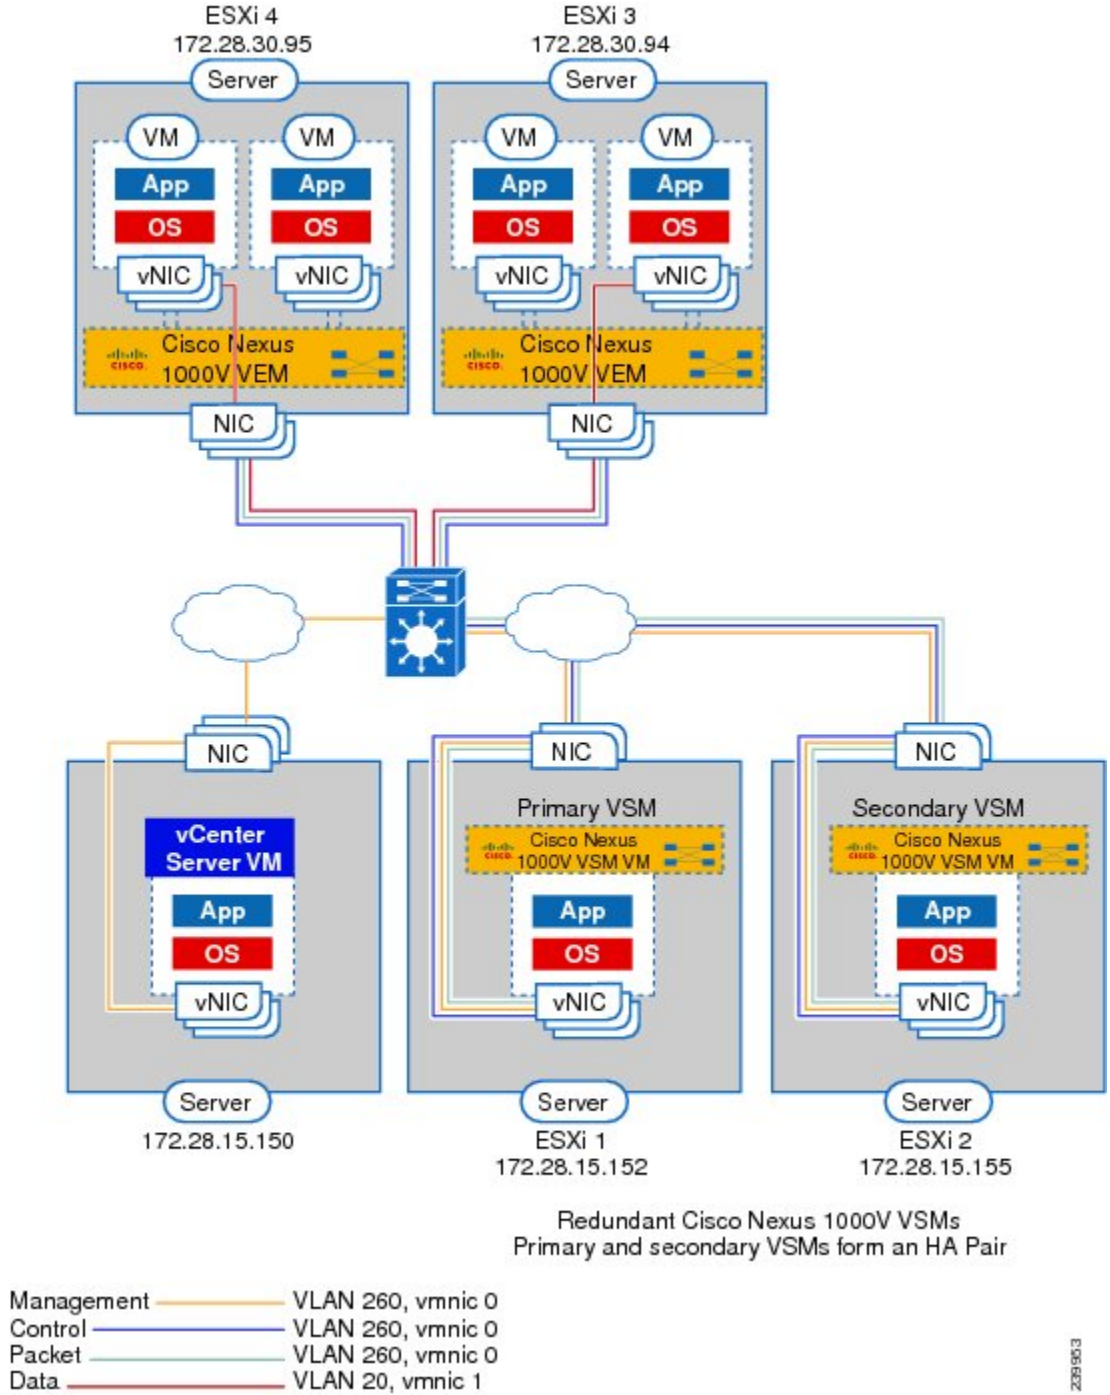 ESXi 4
172.28.30.95
Server
VM
VM
App
App
OS
OS
vNIC
vNIC
CISCO.
Cisco Nexus
1000V VEM
NIC
ESXi 3
172.28.30.94
Server
VM
VM
App
App
OS
OS
vNIC
vNIC
CISCO.
Cisco Nexus
1000V VEM
NIC
NIC
vCenter
Server VM
App
OS
vNIC
Server
172.28.15.150
NIC
Primary VSM
CISCO.
Cisco Nexus
1000V VSM VM
App
OS
vNIC
Server
ESXi 1
172.28.15.152
NIC
Secondary VSM
CISCO.
Cisco Nexus
1000V VSM VM
App
OS
vNIC
Server
ESXi 2
172.28.15.155
Redundant Cisco Nexus 1000V VSMs
Primary and secondary VSMs form an HA Pair
Management VLAN 260, vmnic 0
Control VLAN 260, vmnic 0
Packet VLAN 260, vmnic 0
Data VLAN 20, vmnic 1